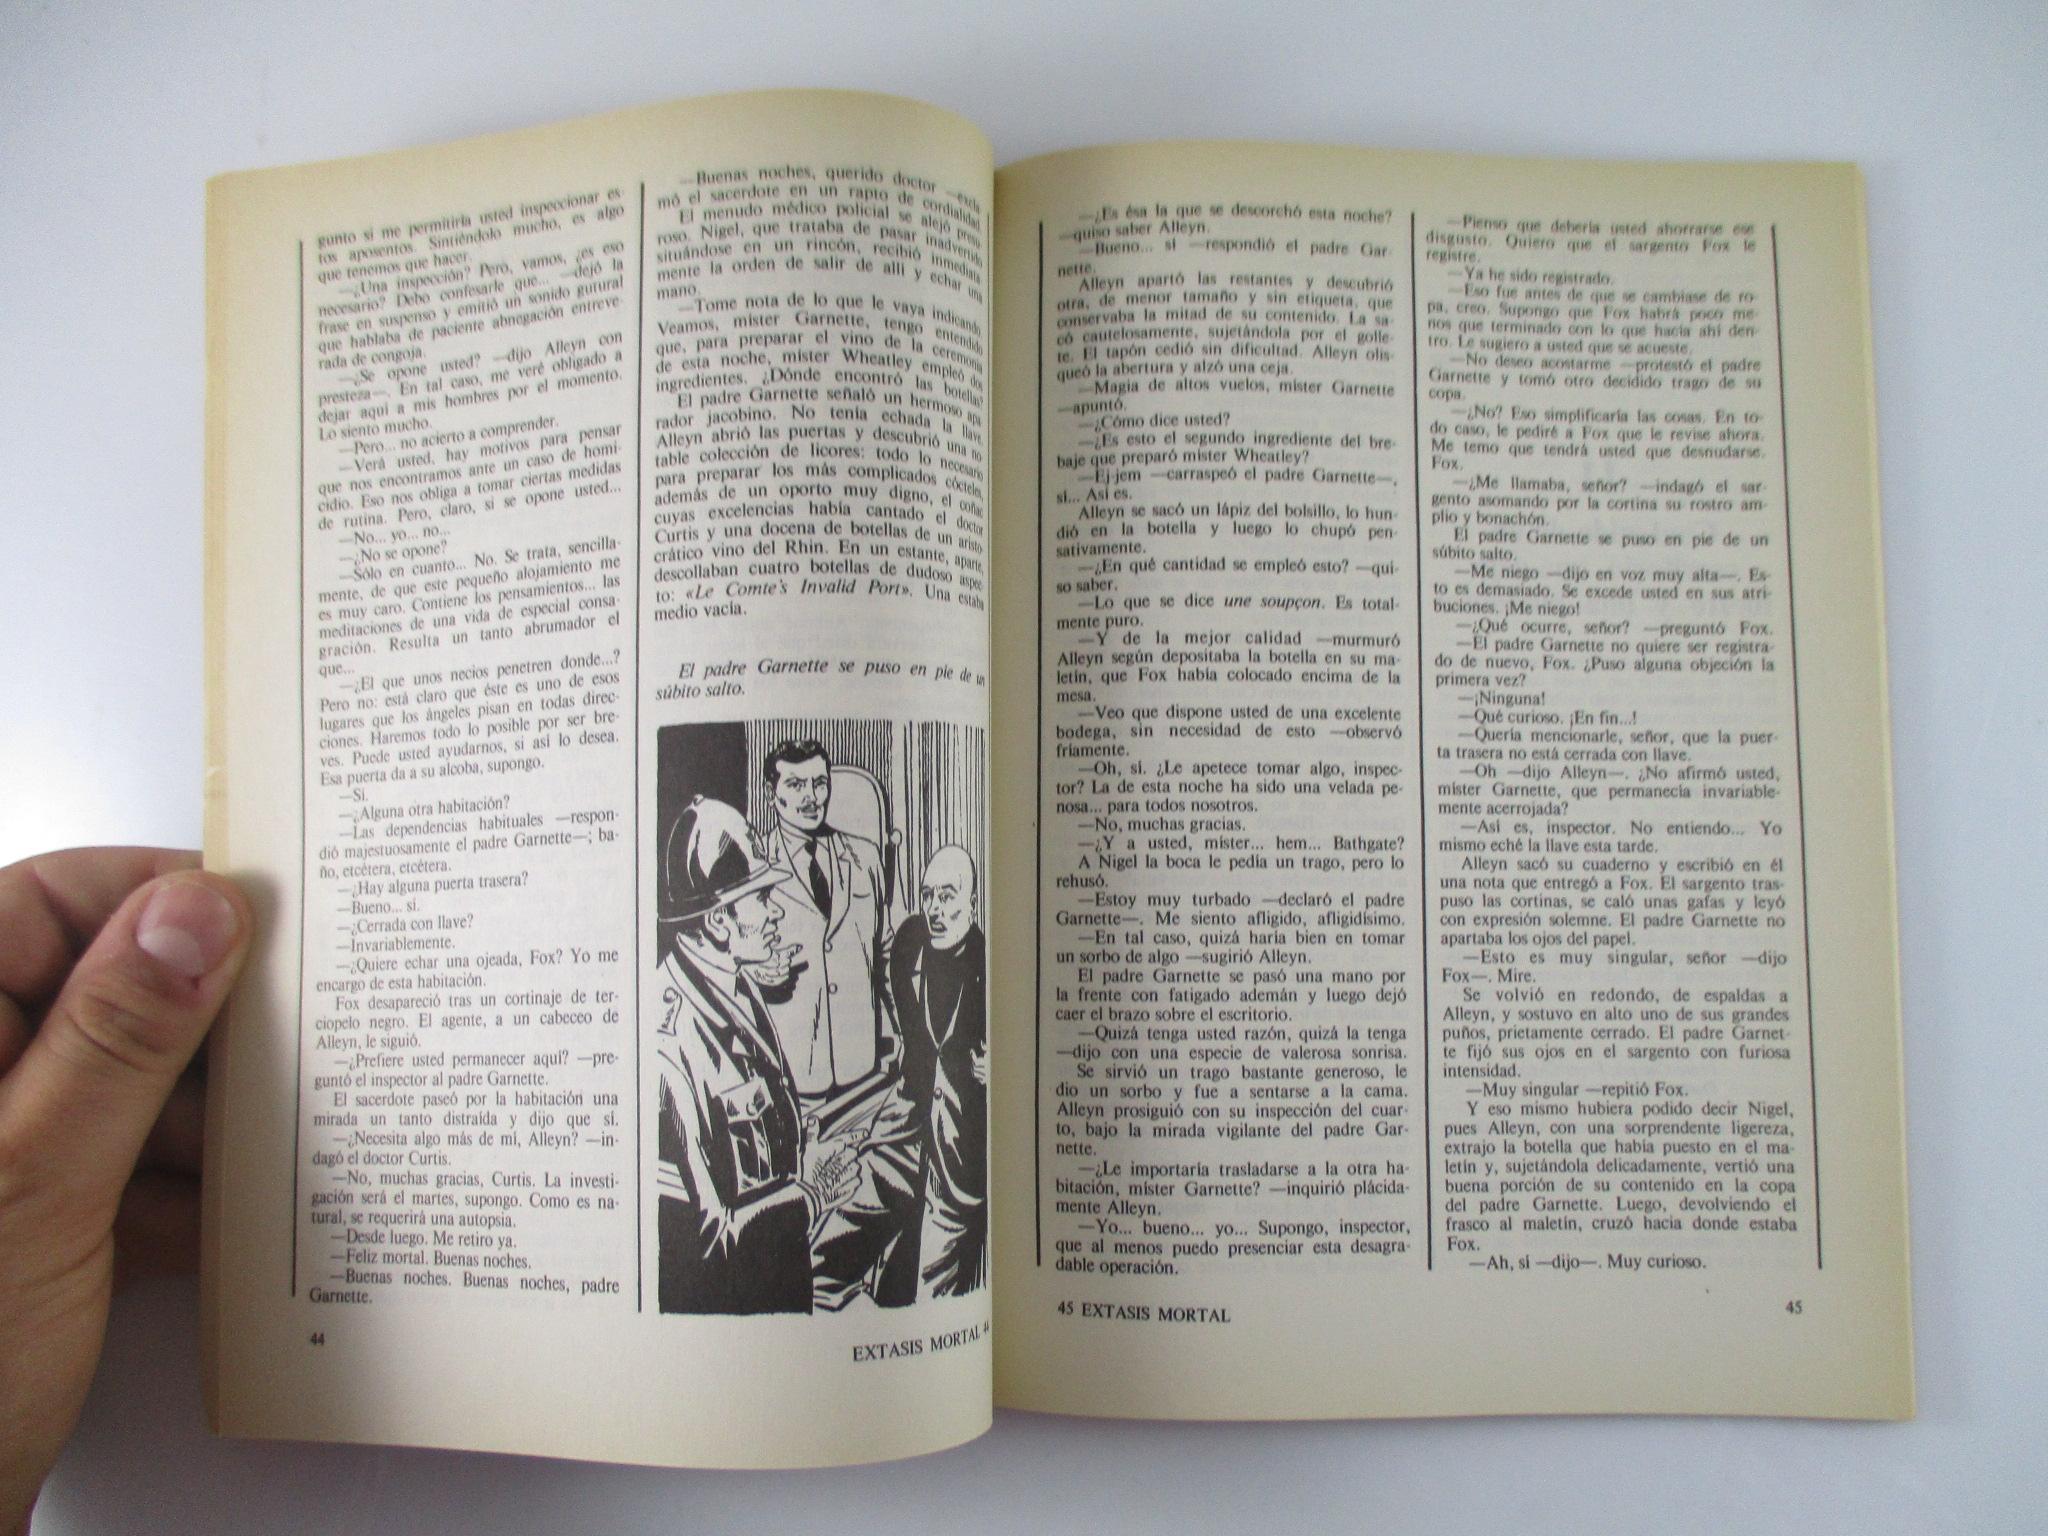 gunto si me permitiría usted inspeccionar es-
tos aposentos. Sintiéndolo mucho, es algo
que tenemos que hacer.
—¿Una inspección? Pero, vamos, ¿es eso
necesario? Debo confesarle que... —dejó la
frase en suspenso y emitió un sonido gutural
que hablaba de paciente abnegación entreve-
rada de congoja.
—¿Se opone usted? —dijo Alleyn con
presteza—. En tal caso, me veré obligado a
dejar aquí a mis hombres por el momento.
Lo siento mucho.
—Pero... no acierto a comprender.
—Verá usted, hay motivos para pensar
que nos encontramos ante un caso de homi-
cidio. Eso nos obliga a tomar ciertas medidas
de rutina. Pero, claro, si se opone usted...
—No... yo... no...
—¿No se opone?
—Sólo en cuanto... No. Se trata, sencilla-
mente, de que este pequeño alojamiento me
es muy caro. Contiene los pensamientos... las
meditaciones de una vida de especial consa-
gración. Resulta un tanto abrumador el
que...
—¿El que unos necios penetren donde...?
Pero no: está claro que éste es uno de esos
lugares que los ángeles pisan en todas direc-
ciones. Haremos todo lo posible por ser bre-
ves. Puede usted ayudarnos, si así lo desea.
Esa puerta da a su alcoba, supongo.
—Sí.
—¿Alguna otra habitación?
—Las dependencias habituales —respon-
dió majestuosamente el padre Garnette—; ba-
ño, etcétera, etcétera.
—¿Hay alguna puerta trasera?
—Bueno... sí.
—¿Cerrada con llave?
—Invariablemente.
—¿Quiere echar una ojeada, Fox? Yo me
encargo de esta habitación.
Fox desapareció tras un cortinaje de ter-
ciopelo negro. El agente, a un cabeceo de
Alleyn, le siguió.
—¿Prefiere usted permanecer aquí? —pre-
guntó el inspector al padre Garnette.
El sacerdote paseó por la habitación una
mirada un tanto distraída y dijo que sí.
—¿Necesita algo más de mí, Alleyn? —in-
dagó el doctor Curtis.
—No, muchas gracias, Curtis. La investi-
gación será el martes, supongo. Como es na-
tural, se requerirá una autopsia.
—Desde luego. Me retiro ya.
—Feliz mortal. Buenas noches.
—Buenas noches. Buenas noches, padre
Garnette.
44
—Buenas noches, querido doctor —excla
mó el sacerdote en un rapto de cordialidad.
El menudo médico policial se alejó presu
roso. Nigel, que trataba de pasar inadvertido
situándose en un rincón, recibió inmediata
mente la orden de salir de allí y echar una
mano.
—Tome nota de lo que le vaya indicando.
Veamos, míster Garnette, tengo entendido
que, para preparar el vino de la ceremonia
de esta noche, míster Wheatley empleó dos
ingredientes. ¿Dónde encontró las botellas?
El padre Garnette señaló un hermoso apa
rador jacobino. No tenía echada la llave.
Alleyn abrió las puertas y descubrió una no
table colección de licores: todo lo necesario
para preparar los más complicados cócteles,
además de un oporto muy digno, el coñac
cuyas excelencias había cantado el doctor
Curtis y una docena de botellas de un aristo
crático vino del Rhin. En un estante, aparte,
descollaban cuatro botellas de dudoso aspec
to: «Le Comte's Invalid Port». Una estaba
medio vacía.
El padre Garnette se puso en pie de un
súbito salto.
EXTASIS MORTAL 44
—¿Es ésa la que se descorchó esta noche?
—quiso saber Alleyn.
—Bueno... sí —respondió el padre Gar-
nette.
Alleyn apartó las restantes y descubrió
otra, de menor tamaño y sin etiqueta, que
conservaba la mitad de su contenido. La sa-
có cautelosamente, sujetándola por el golle-
te. El tapón cedió sin dificultad. Alleyn olis-
queó la abertura y alzó una ceja.
—Magia de altos vuelos, míster Garnette
—apuntó.
—¿Cómo dice usted?
—¿Es esto el segundo ingrediente del bre-
baje que preparó míster Wheatley?
—Ej-jem —carraspeó el padre Garnette—,
sí... Así es.
Alleyn se sacó un lápiz del bolsillo, lo hun-
dió en la botella y luego lo chupó pen-
sativamente.
—¿En qué cantidad se empleó esto? —qui-
so saber.
—Lo que se dice une soupçon. Es total-
mente puro.
—Y de la mejor calidad —murmuró
Alleyn según depositaba la botella en su ma-
letín, que Fox había colocado encima de la
mesa.
—Veo que dispone usted de una excelente
bodega, sin necesidad de esto —observó
fríamente.
—Oh, sí. ¿Le apetece tomar algo, inspec-
tor? La de esta noche ha sido una velada pe-
nosa... para todos nosotros.
—No, muchas gracias.
—¿Y a usted, míster... hem... Bathgate?
A Nigel la boca le pedía un trago, pero lo
rehusó.
—Estoy muy turbado —declaró el padre
Garnette—. Me siento afligido, afligidísimo.
—En tal caso, quizá haría bien en tomar
un sorbo de algo —sugirió Alleyn.
El padre Garnette se pasó una mano por
la frente con fatigado ademán y luego dejó
caer el brazo sobre el escritorio.
—Quizá tenga usted razón, quizá la tenga
—dijo con una especie de valerosa sonrisa.
Se sirvió un trago bastante generoso, le
dio un sorbo y fue a sentarse a la cama.
Alleyn prosiguió con su inspección del cuar-
to, bajo la mirada vigilante del padre Gar-
nette.
—¿Le importaría trasladarse a la otra ha-
bitación, míster Garnette? —inquirió plácida-
mente Alleyn.
—Yo... bueno... yo... Supongo, inspector,
que al menos puedo presenciar esta desagra-
dable operación.
45 EXTASIS MORTAL
—Pienso que debería usted ahorrarse ese
disgusto. Quiero que el sargento Fox le
registre.
—Ya he sido registrado.
—Eso fue antes de que se cambiase de ro-
pa, creo. Supongo que Fox habrá poco me-
nos que terminado con lo que hacía ahí den-
tro. Le sugiero a usted que se acueste.
—No deseo acostarme —protestó el padre
Garnette y tomó otro decidido trago de su
copa.
—¿No? Eso simplificaría las cosas. En to-
do caso, le pediré a Fox que le revise ahora.
Me temo que tendrá usted que desnudarse.
Fox.
—¿Me llamaba, señor? —indagó el sar-
gento asomando por la cortina su rostro am-
plio y bonachón.
El padre Garnette se puso en pie de un
súbito salto.
—Me niego —dijo en voz muy alta—. Es-
to es demasiado. Se excede usted en sus atri-
buciones. ¡Me niego!
—¿Qué ocurre, señor? —preguntó Fox.
—El padre Garnette no quiere ser registra-
do de nuevo, Fox. ¿Puso alguna objeción la
primera vez?
—¡Ninguna!
—Qué curioso. ¡En fin...!
—Quería mencionarle, señor, que la puer-
ta trasera no está cerrada con llave.
—Oh —dijo Alleyn—. ¿No afirmó usted,
míster Garnette, que permanecía invariable-
mente acerrojada?
—Así es, inspector. No entiendo... Yo
mismo eché la llave esta tarde.
Alleyn sacó su cuaderno y escribió en él
una nota que entregó a Fox. El sargento tras-
puso las cortinas, se caló unas gafas y leyó
con expresión solemne. El padre Garnette no
apartaba los ojos del papel.
—Esto es muy singular, señor —dijo
Fox—. Mire.
Se volvió en redondo, de espaldas a
Alleyn, y sostuvo en alto uno de sus grandes
puños, prietamente cerrado. El padre Garnet-
te fijó sus ojos en el sargento con furiosa
intensidad.
—Muy singular —repitió Fox.
Y eso mismo hubiera podido decir Nigel,
pues Alleyn, con una sorprendente ligereza,
extrajo la botella que había puesto en el ma-
letín y, sujetándola delicadamente, vertió una
buena porción de su contenido en la copa
del padre Garnette. Luego, devolviendo el
frasco al maletín, cruzó hacia donde estaba
Fox.
—Ah, sí —dijo—. Muy curioso.
45